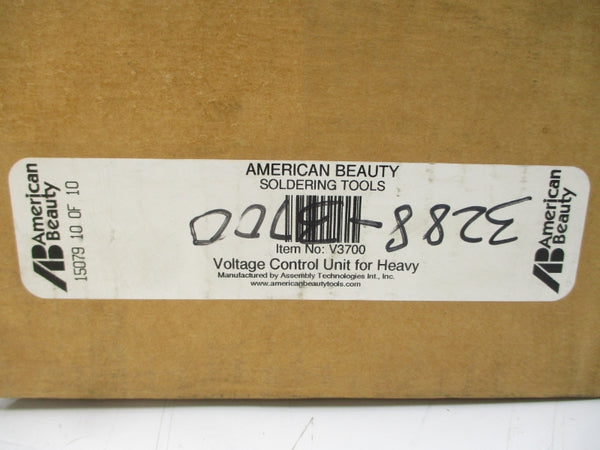 American
Beauty
15079 10 OF 10
AMERICAN BEAUTY
SOLDERING TOOLS
3288-
Item No: V3700
Voltage Control Unit for Heavy
Manufactured by Assembly Technologies Int., Inc.
www.americanbeautytools.com
American
Beauty